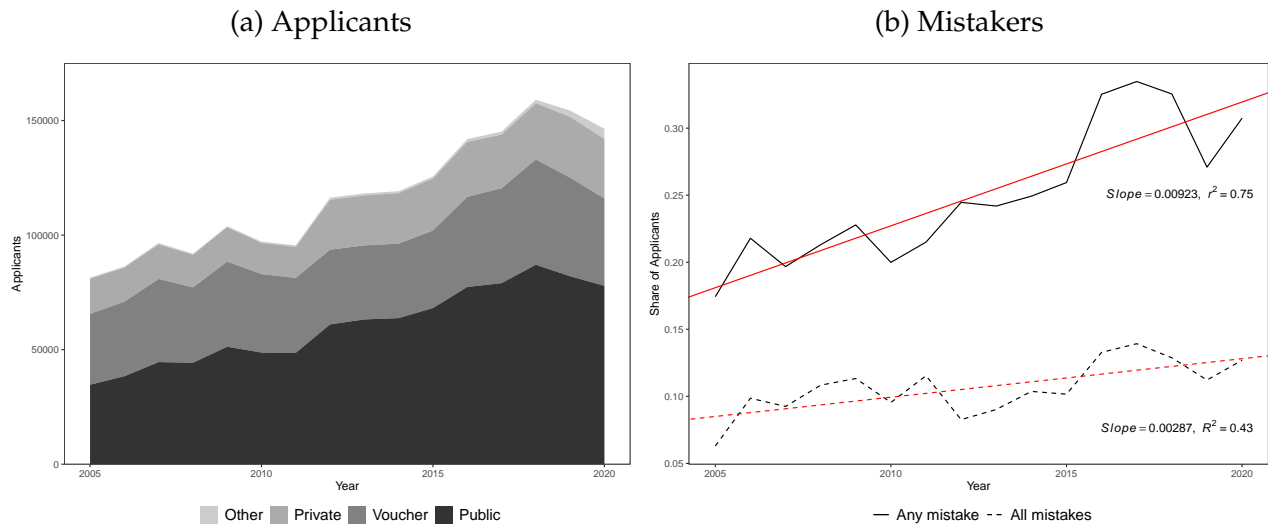 (a) Applicants
150000
100000
50000
0
Applicants
2005
2010
2015
2020
Year
Other Private Voucher Public
(b) Mistakers
0.30
0.25
0.20
0.15
0.10
0.05
Share of Applicants
Slope = 0.00923, r² = 0.75
Slope = 0.00287, R² = 0.43
2005
2010
2015
2020
Year
Any mistake All mistakes